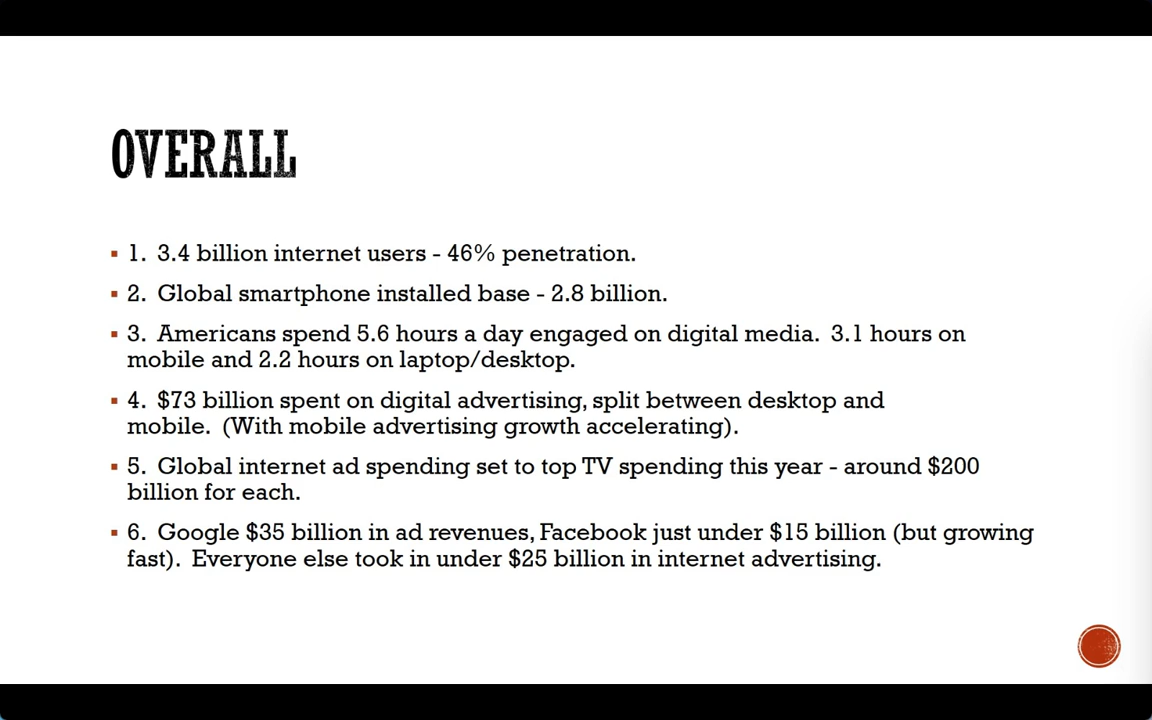 OVERALL
▪ 1. 3.4 billion internet users - 46% penetration.
▪ 2. Global smartphone installed base - 2.8 billion.
▪ 3. Americans spend 5.6 hours a day engaged on digital media. 3.1 hours on
mobile and 2.2 hours on laptop/desktop.
▪ 4. $73 billion spent on digital advertising, split between desktop and
mobile. (With mobile advertising growth accelerating).
▪ 5. Global internet ad spending set to top TV spending this year - around $200
billion for each.
▪ 6. Google $35 billion in ad revenues, Facebook just under $15 billion (but growing
fast). Everyone else took in under $25 billion in internet advertising.